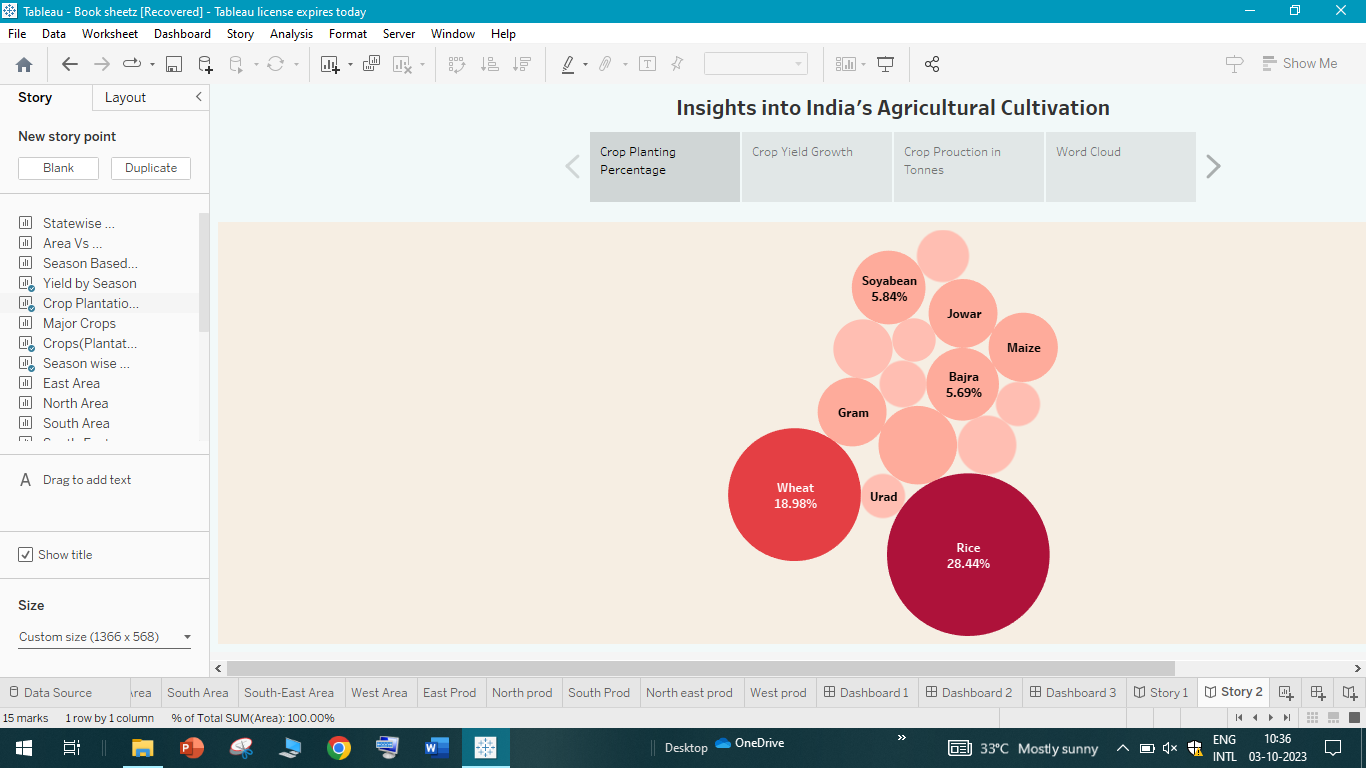 Tableau - Book sheetz [Recovered] - Tableau license expires today
File Data Worksheet Dashboard Story Analysis Format Server Window Help
Show Me
Story Layout
New story point
Blank Duplicate
Statewise ...
Area Vs ...
Season Based...
Yield by Season
Crop Plantatio...
Major Crops
Crops(Plantat...
Season wise ...
East Area
North Area
South Area
A Drag to add text
Show title
Size
Custom size (1366 x 568)
Insights into India's Agricultural Cultivation
Crop Planting
Percentage
Crop Yield Growth
Crop Prouction in
Tonnes
Word Cloud
Soyabean
5.84%
Jowar
Maize
Bajra
5.69%
Gram
Wheat
18.98%
Urad
Rice
28.44%
Data Source Area South Area South-East Area West Area East Prod North prod South Prod North east prod West prod Dashboard 1 Dashboard 2 Dashboard 3 Story 1 Story 2
15 marks 1 row by 1 column % of Total SUM(Area): 100.00%
Desktop OneDrive » 33°C Mostly sunny ENG 10:36
INTL 03-10-2023